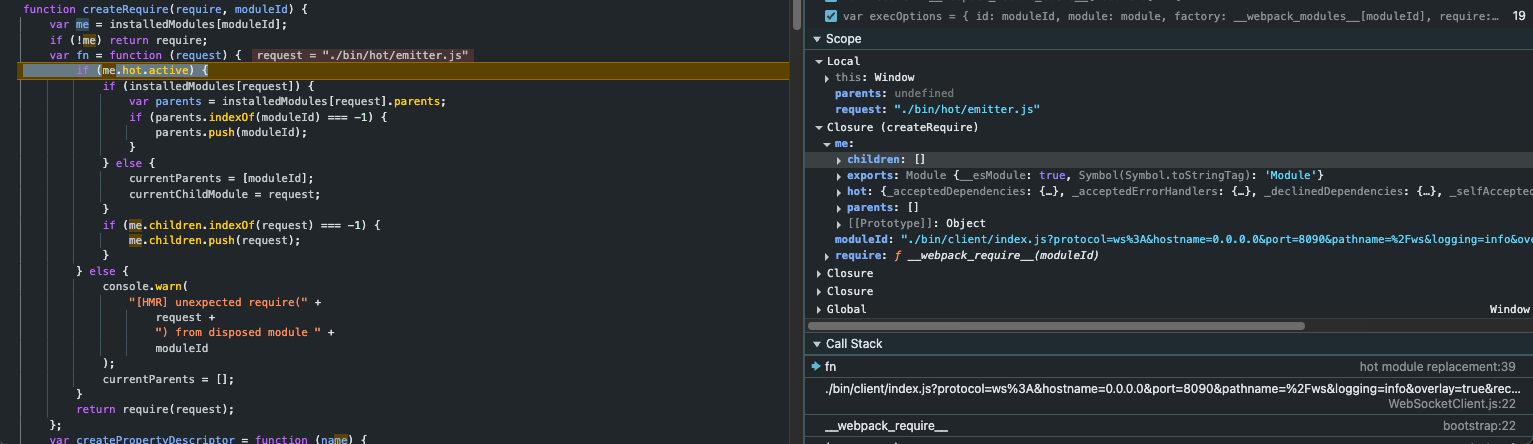 function createRequire(require, moduleId) {
var me = installedModules[moduleId];
if (!me) return require;
var fn = function (request) { request = "./bin/hot/emitter.js"
if (me.hot.active) {
if (installedModules[request]) {
var parents = installedModules[request].parents;
if (parents.indexOf(moduleId) === -1) {
parents.push(moduleId);
}
} else {
currentParents = [moduleId];
currentChildModule = request;
}
if (me.children.indexOf(request) === -1) {
me.children.push(request);
}
} else {
console.warn(
"[HMR] unexpected require(" +
request +
") from disposed module " +
moduleId
);
currentParents = [];
}
return require(request);
};
var createPropertyDescriptor = function (name) {
var execOptions = { id: moduleId, module: module, factory: __webpack_modules__[moduleId], require:… 19
Scope
Local
this: Window
parents: undefined
request: "./bin/hot/emitter.js"
Closure (createRequire)
me:
children: []
exports: Module {__esModule: true, Symbol(Symbol.toStringTag): 'Module'}
hot: {_acceptedDependencies: {…}, _acceptedErrorHandlers: {…}, _declinedDependencies: {…}, _selfAccepted
parents: []
[[Prototype]]: Object
moduleId: "./bin/client/index.js?protocol=ws%3A&hostname=0.0.0.0&port=8090&pathname=%2Fws&logging=info&ove
require: ƒ __webpack_require__(moduleId)
Closure
Closure
Global Window
Call Stack
fn hot module replacement:39
./bin/client/index.js?protocol=ws%3A&hostname=0.0.0.0&port=8090&pathname=%2Fws&logging=info&overlay=true&rec…
WebSocketClient.js:22
__webpack_require__ bootstrap:22